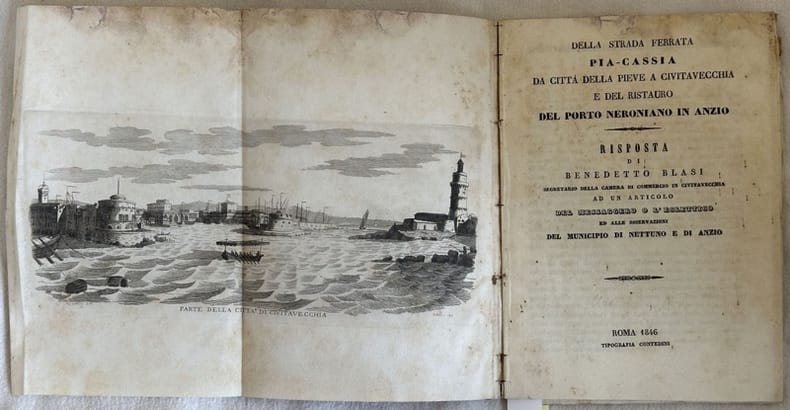 PARTE DELLA CITTA' DI CIVITAVECCHIA
DELLA STRADA FERRATA
PIA-CASSIA
DA CITTÀ DELLA PIEVE A CIVITAVECCHIA
E DEL RISTAURO
DEL PORTO NERONIANO IN ANZIO
RISPOSTA
DI
BENEDETTO BLASI
SEGRETARIO DELLA CAMERA DI COMMERCIO IN CIVITAVECCHIA
AD UN ARTICOLO
DEL MESSAGGERO O L'ECLETTICO
ED ALLE OSSERVAZIONI
DEL MUNICIPIO DI NETTUNO E DI ANZIO
ROMA 1846
TIPOGRAFIA CONTEDINI